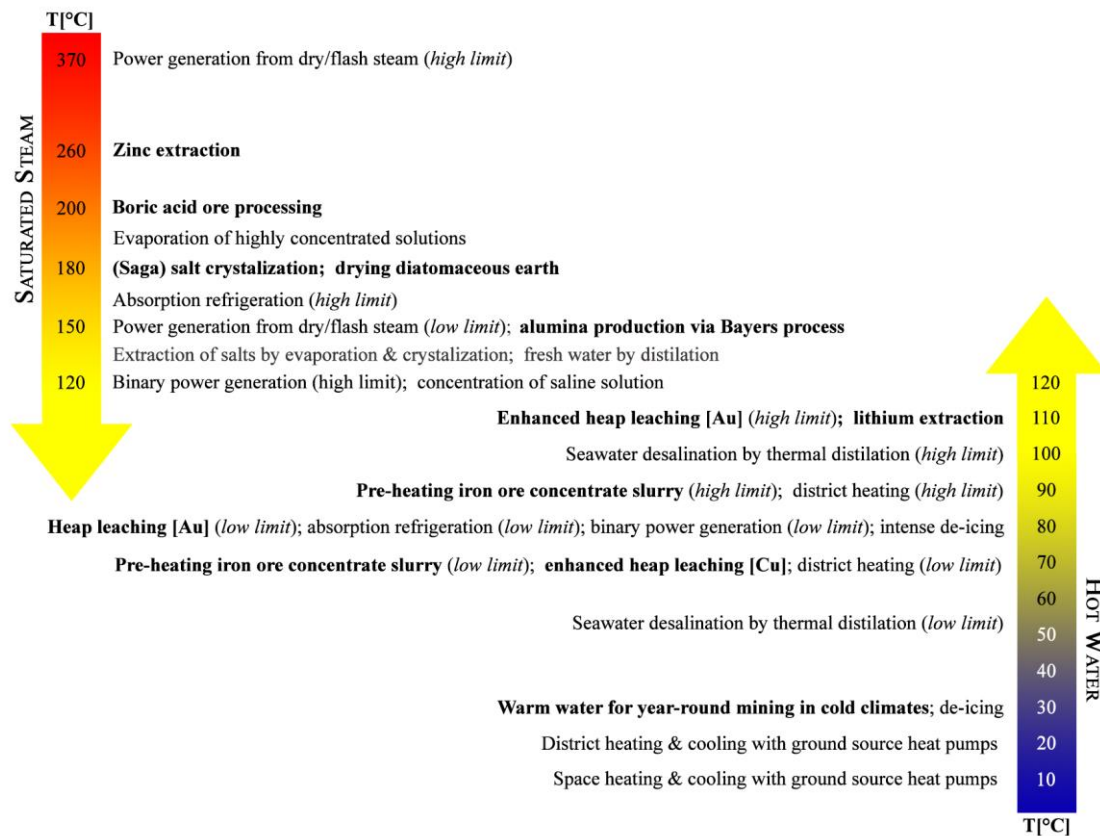 T[°C]
370 Power generation from dry/flash steam (high limit)
260 Zinc extraction
200 Boric acid ore processing
Evaporation of highly concentrated solutions
180 (Saga) salt crystalization; drying diatomaceous earth
Absorption refrigeration (high limit)
150 Power generation from dry/flash steam (low limit); alumina production via Bayers process
Extraction of salts by evaporation & crystalization; fresh water by distilation
120 Binary power generation (high limit); concentration of saline solution
SATURATED STEAM
120
Enhanced heap leaching [Au] (high limit); lithium extraction 110
Seawater desalination by thermal distilation (high limit) 100
Pre-heating iron ore concentrate slurry (high limit); district heating (high limit) 90
Heap leaching [Au] (low limit); absorption refrigeration (low limit); binary power generation (low limit); intense de-icing 80
Pre-heating iron ore concentrate slurry (low limit); enhanced heap leaching [Cu]; district heating (low limit) 70
60
Seawater desalination by thermal distilation (low limit) 50
40
Warm water for year-round mining in cold climates; de-icing 30
District heating & cooling with ground source heat pumps 20
Space heating & cooling with ground source heat pumps 10
HOT WATER
T[°C]